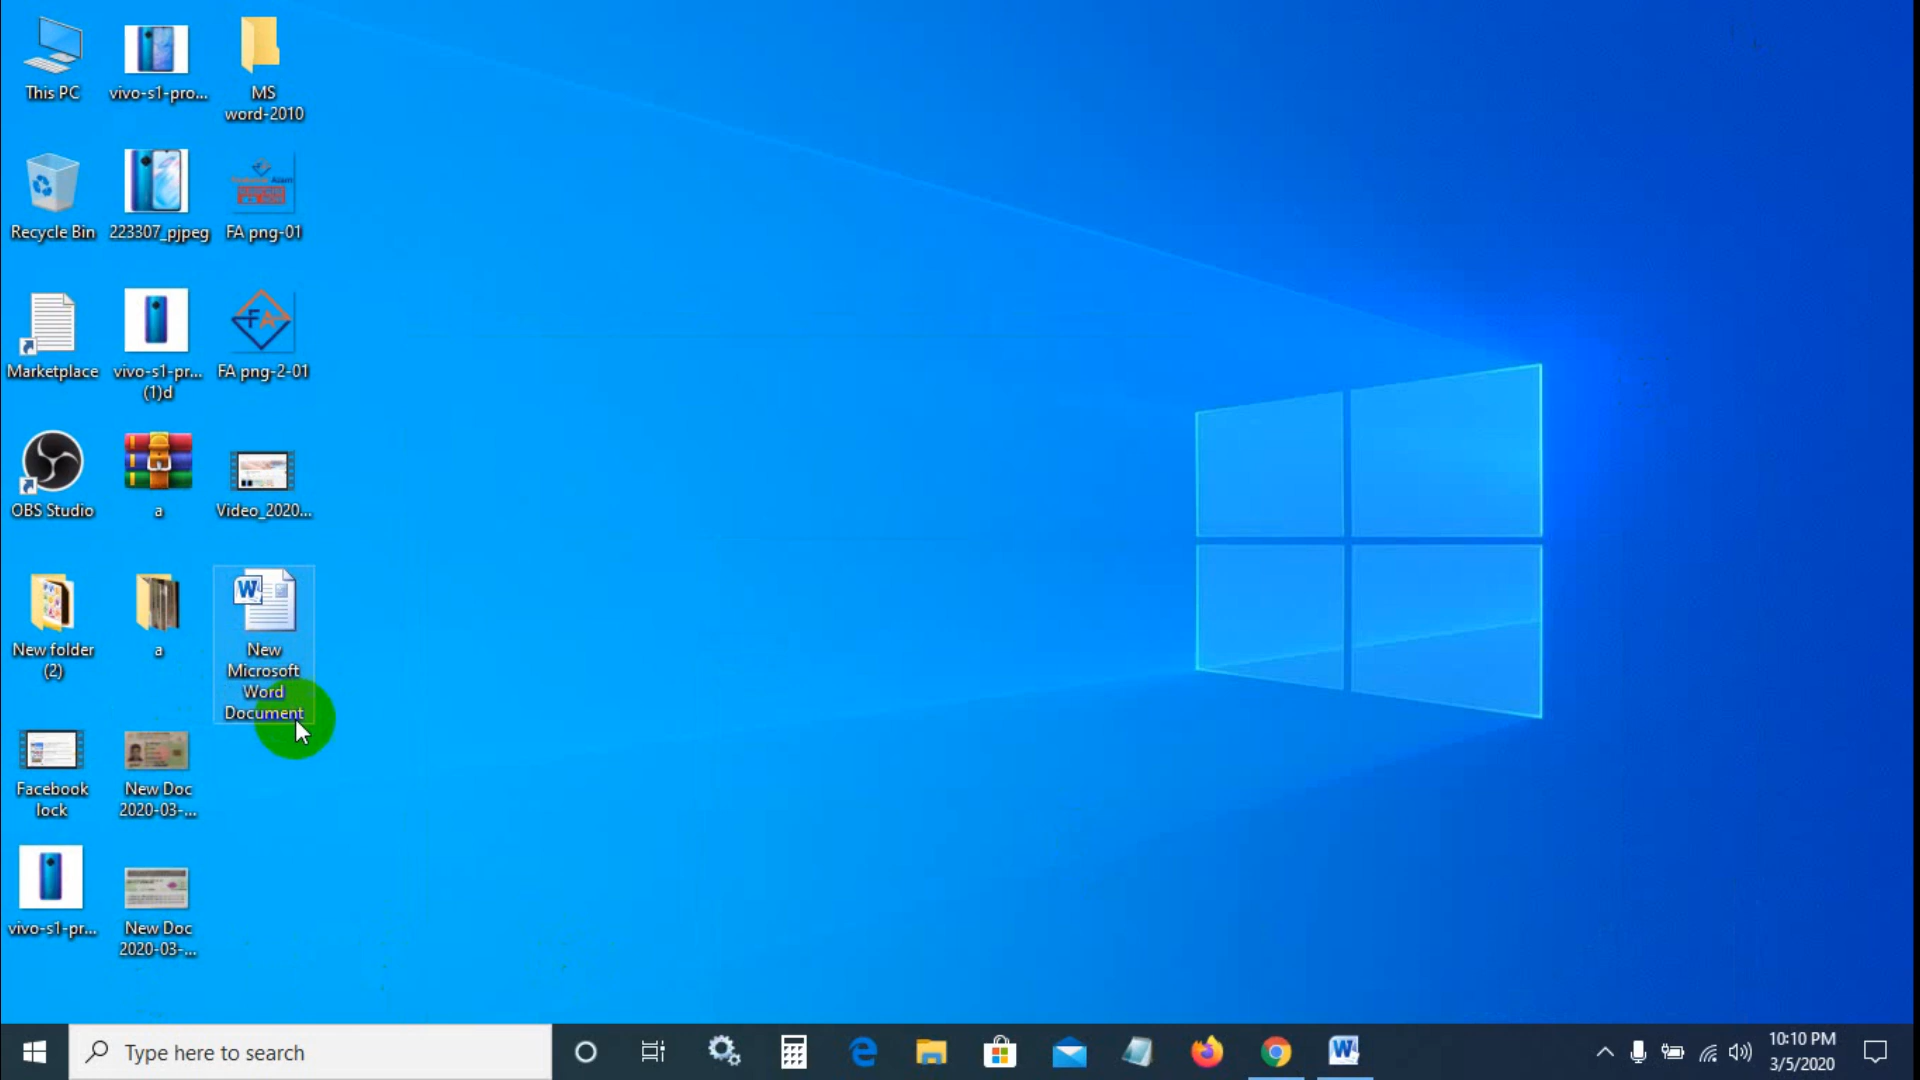 This PC
vivo-s1-pro...
MS
word-2010
Recycle Bin
223307_pjpeg
FA png-01
Marketplace
vivo-s1-pr...
(1)d
FA
FA png-2-01
OBS Studio
a
Video_2020...
New folder
(2)
a
W
New
Microsoft
Word
Document
Facebook
lock
New Doc
2020-03-...
vivo-s1-pr...
New Doc
2020-03-...
Type here to search
W
10:10 PM
3/5/2020